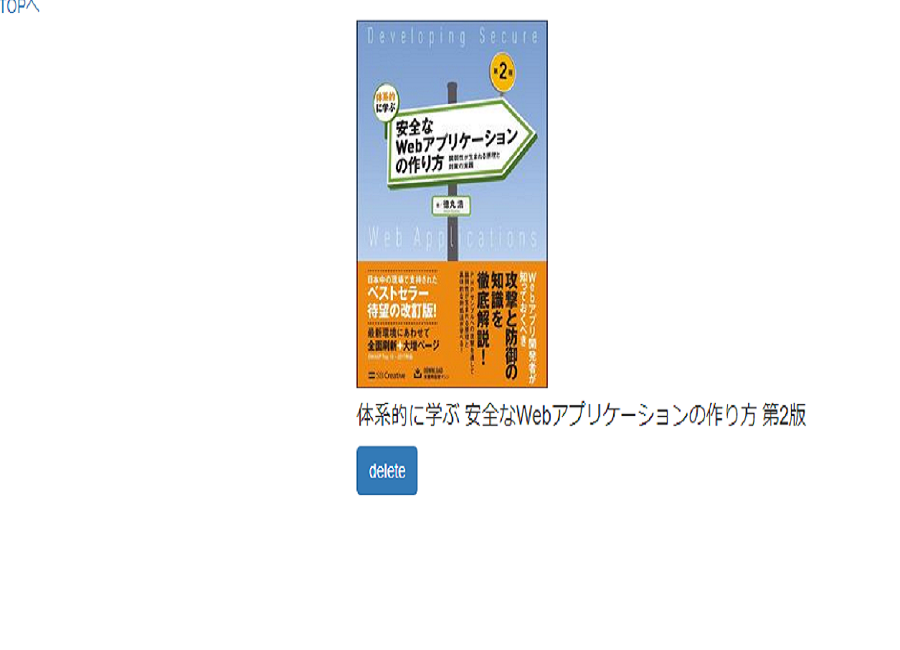 TOPへ
Developing Secure
第2版
体系的
に学ぶ
安全な
Webアプリケーション
の作り方
脆弱性が生まれる原理と
対策の実践
徳丸 浩
Web Applications
日本中の現場で支持された
ベストセラー
待望の改訂版!
最新環境にあわせて
全面刷新+大増ページ
SB Creative
DOWNLOAD
Webアプリ開発者が
知っておくべき
攻撃と防御の
知識を
徹底解説!
体系的に学ぶ 安全なWebアプリケーションの作り方 第2版
delete